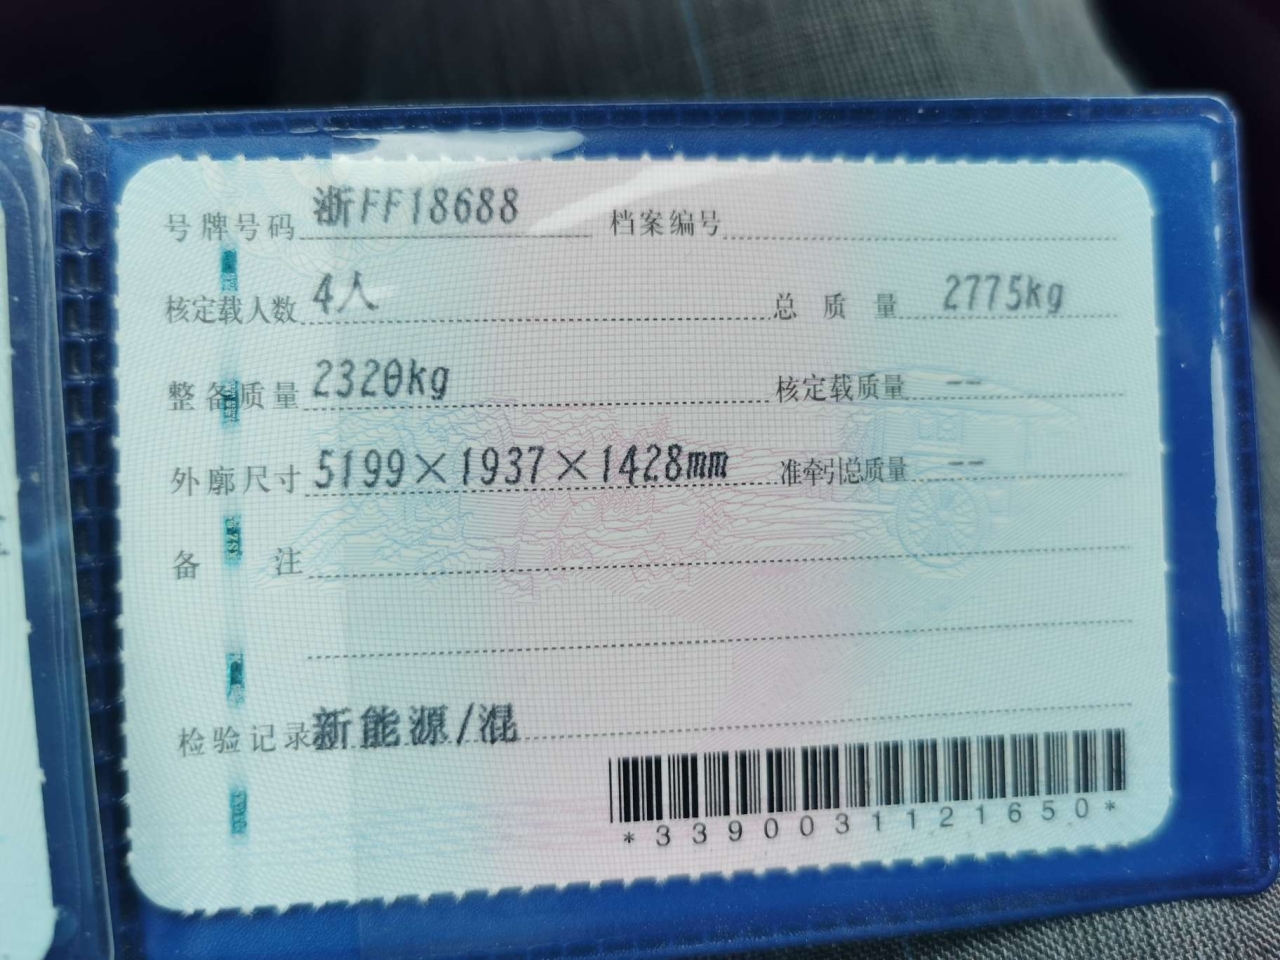 号牌号码 浙FF18688 档案编号
核定载人数 4人 总质量 2775kg
整备质量 2320kg 核定载质量 --
外廓尺寸 5199×1937×1428mm 准牵引总质量 --
备注
检验记录 新能源/混
*3390031121650*